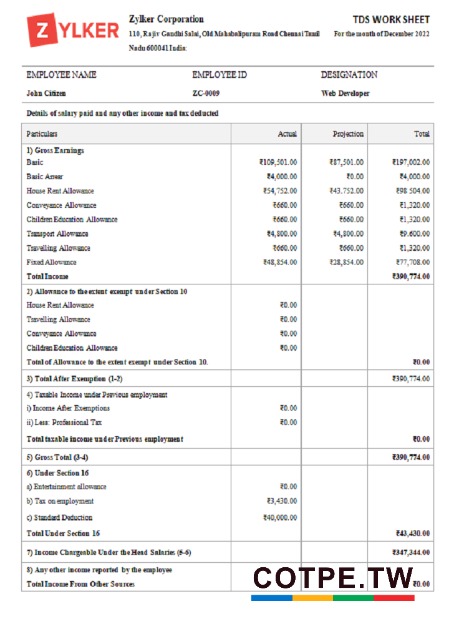 ZYLKER
Zylker Corporation
TDS WORK SHEET
110, Rajiv Gandhi Salai, Old Mahabalipuram Road Chennai Tamil
For the month of December 2022
Nadu 600041 India
EMPLOYEE NAME EMPLOYEE ID DESIGNATION
John Citizen ZC-0009 Web Developer
Details of salary paid and any other income and tax deducted
Particulars Actual Projection Total
1) Gross Earnings
Basic ₹109,501.00 ₹87,501.00 ₹197,002.00
Basic Arrear ₹4,000.00 ₹0.00 ₹4,000.00
House Rent Allowance ₹54,752.00 ₹43,752.00 ₹98,504.00
Conveyance Allowance ₹660.00 ₹660.00 ₹1,320.00
Children Education Allowance ₹660.00 ₹660.00 ₹1,320.00
Transport Allowance ₹4,800.00 ₹4,800.00 ₹9,600.00
Travelling Allowance ₹660.00 ₹660.00 ₹1,320.00
Fixed Allowance ₹48,854.00 ₹28,854.00 ₹77,708.00
Total Income ₹390,774.00
2) Allowance to the extent exempt under Section 10
House Rent Allowance ₹0.00
Travelling Allowance ₹0.00
Conveyance Allowance ₹0.00
Children Education Allowance ₹0.00
Total of Allowance to the extent exempt under Section 10. ₹0.00
3) Total After Exemption (1-2) ₹390,774.00
4) Taxable Income under Previous employment
i) Income After Exemptions ₹0.00
ii) Less: Professional Tax ₹0.00
Total taxable income under Previous employment ₹0.00
5) Gross Total (3-4) ₹390,774.00
6) Under Section 16
a) Entertainment allowance ₹0.00
b) Tax on employment ₹3,430.00
c) Standard Deduction ₹40,000.00
Total Under Section 16 ₹43,430.00
7) Income Chargeable Under the Head Salaries (6-6) ₹347,344.00
8) Any other income reported by the employee
Total Income From Other Sources ₹0.00
COTPE.TW